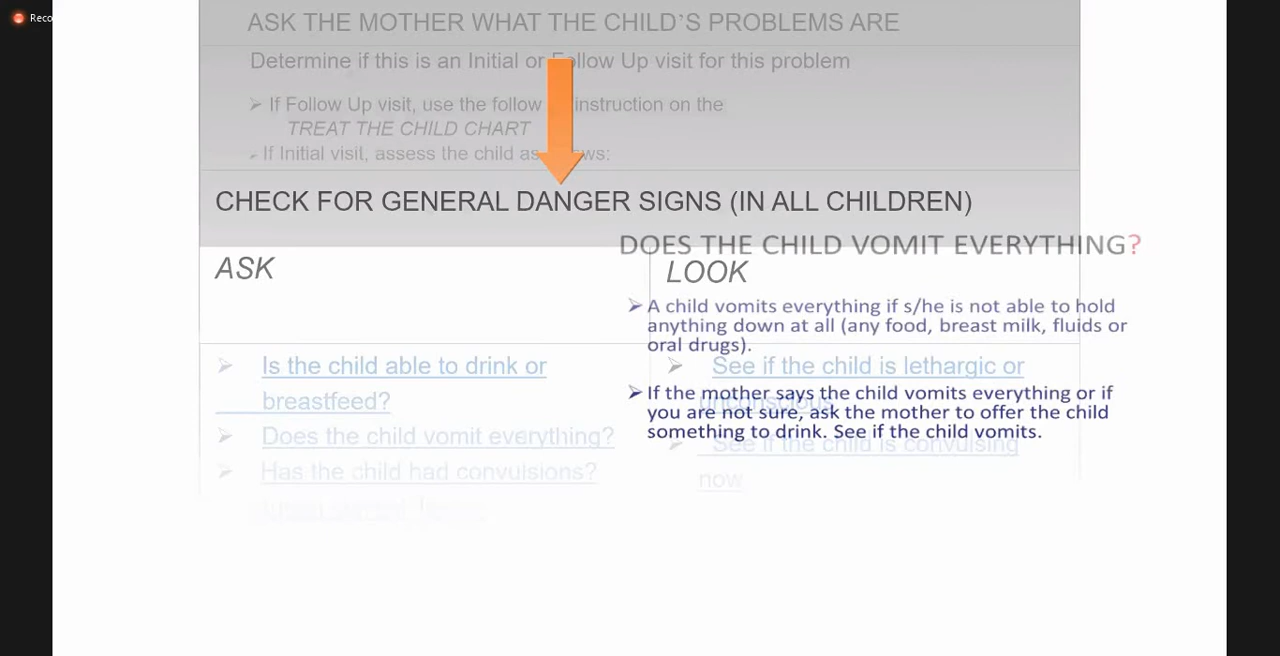 Reco
ASK THE MOTHER WHAT THE CHILD'S PROBLEMS ARE
Determine if this is an Initial or Follow Up visit for this problem
➢ If Follow Up visit, use the follow instruction on the
TREAT THE CHILD CHART
➢ If Initial visit, assess the child as
CHECK FOR GENERAL DANGER SIGNS (IN ALL CHILDREN)
ASK
➢ Is the child able to drink or
breastfeed?
➢ Does the child vomit everything?
➢ Has the child had convulsions?
LOOK
➢ See if the child is lethargic or
unconscious
➢ See if the child is convulsing
now
DOES THE CHILD VOMIT EVERYTHING?
➢ A child vomits everything if s/he is not able to hold
anything down at all (any food, breast milk, fluids or
oral drugs).
➢ If the mother says the child vomits everything or if
you are not sure, ask the mother to offer the child
something to drink. See if the child vomits.